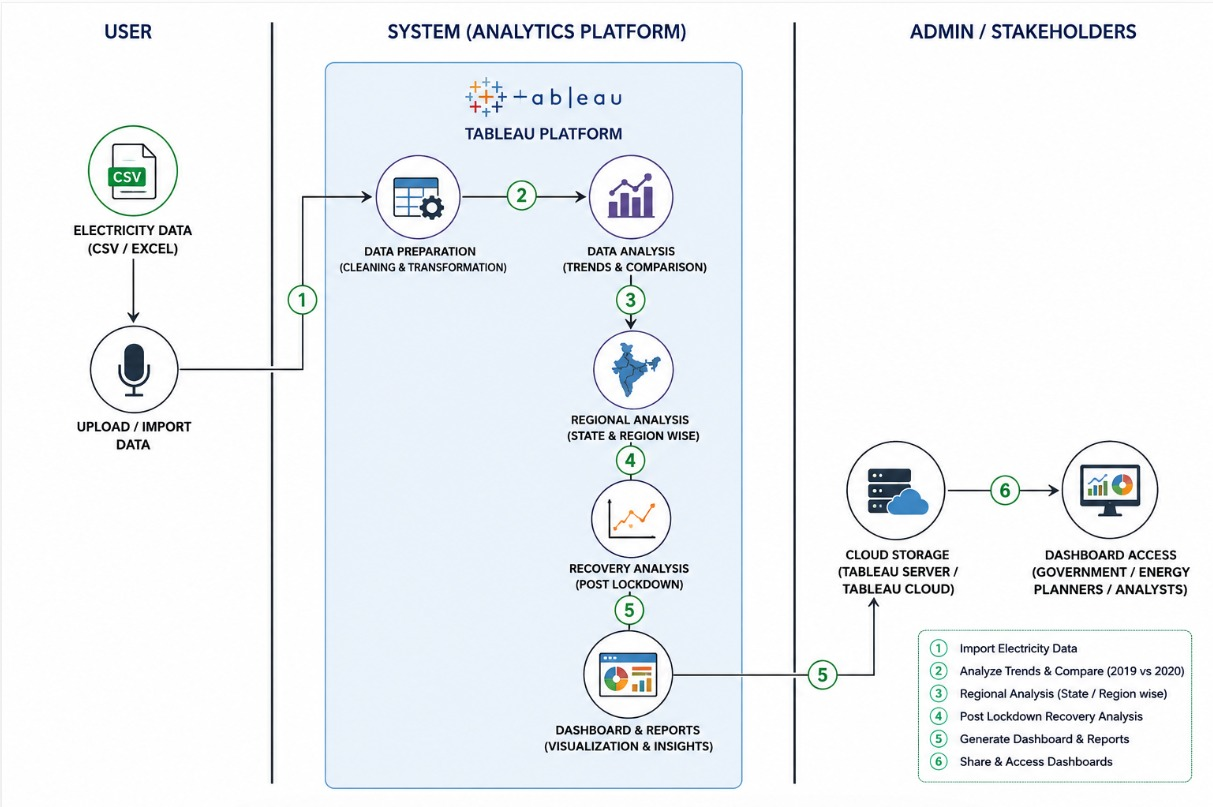 USER
SYSTEM (ANALYTICS PLATFORM)
ADMIN / STAKEHOLDERS
+ableau
TABLEAU PLATFORM
CSV
ELECTRICITY DATA
(CSV / EXCEL)
1
UPLOAD / IMPORT
DATA
DATA PREPARATION
(CLEANING & TRANSFORMATION)
2
DATA ANALYSIS
(TRENDS & COMPARISON)
3
REGIONAL ANALYSIS
(STATE & REGION WISE)
4
RECOVERY ANALYSIS
(POST LOCKDOWN)
5
DASHBOARD & REPORTS
(VISUALIZATION & INSIGHTS)
5
CLOUD STORAGE
(TABLEAU SERVER /
TABLEAU CLOUD)
6
DASHBOARD ACCESS
(GOVERNMENT / ENERGY
PLANNERS / ANALYSTS)
1 Import Electricity Data
2 Analyze Trends & Compare (2019 vs 2020)
3 Regional Analysis (State / Region wise)
4 Post Lockdown Recovery Analysis
5 Generate Dashboard & Reports
6 Share & Access Dashboards